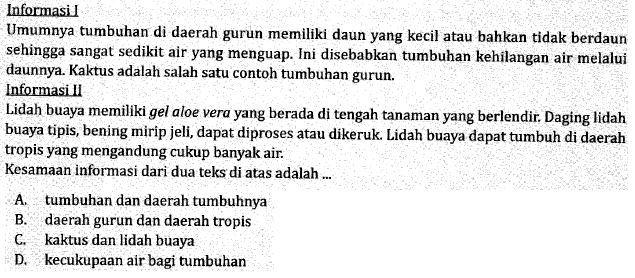 Informasi I
Umumnya tumbuhan di daerah gurun memiliki daun yang kecil atau bahkan tidak berdaun
sehingga sangat sedikit air yang menguap. Ini disebabkan tumbuhan kehilangan air melalui
daunnya. Kaktus adalah salah satu contoh tumbuhan gurun.
Informasi II
Lidah buaya memiliki gel aloe vera yang berada di tengah tanaman yang berlendir. Daging lidah
buaya tipis, bening mirip jeli, dapat diproses atau dikeruk. Lidah buaya dapat tumbuh di daerah
tropis yang mengandung cukup banyak air.
Kesamaan informasi dari dua teks di atas adalah ...
A. tumbuhan dan daerah tumbuhnya
B. daerah gurun dan daerah tropis
C. kaktus dan lidah buaya
D. kecukupaan air bagi tumbuhan